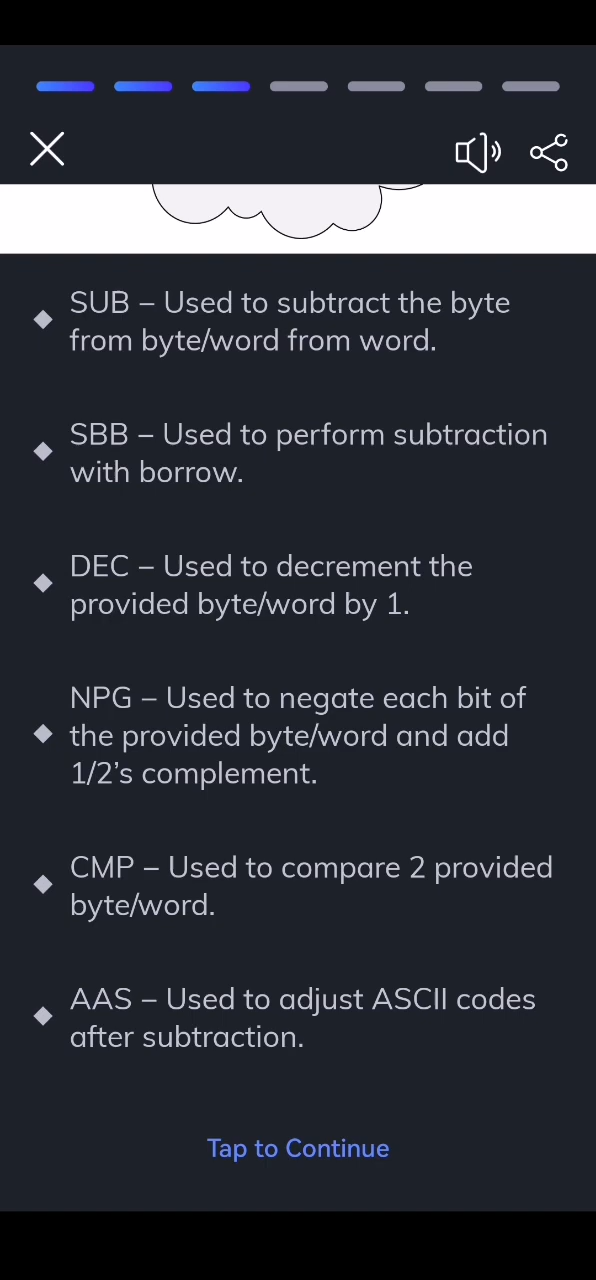 SUB – Used to subtract the byte
from byte/word from word.
SBB – Used to perform subtraction
with borrow.
DEC – Used to decrement the
provided byte/word by 1.
NPG – Used to negate each bit of
the provided byte/word and add
1/2’s complement.
CMP – Used to compare 2 provided
byte/word.
AAS – Used to adjust ASCII codes
after subtraction.
Tap to Continue